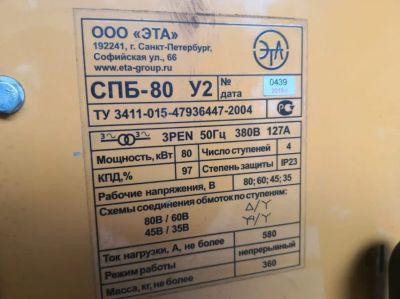 ООО «ЭТА»
192241, г. Санкт-Петербург,
Софийская ул., 66
www.eta-group.ru
ЭТА
СПБ-80 У2 № 0439
дата
ТУ 3411-015-47936447-2004
3PEN 50Гц 380В 127А
Мощность, кВт 80 Число ступеней 4
КПД,% 97 Степень защиты IP23
Рабочие напряжения, В 80; 60; 45; 35
Схемы соединения обмоток по ступеням:
80В / 60В
45В / 35В
Ток нагрузки, А, не более 580
Режим работы непрерывный
Масса, кг, не более 360